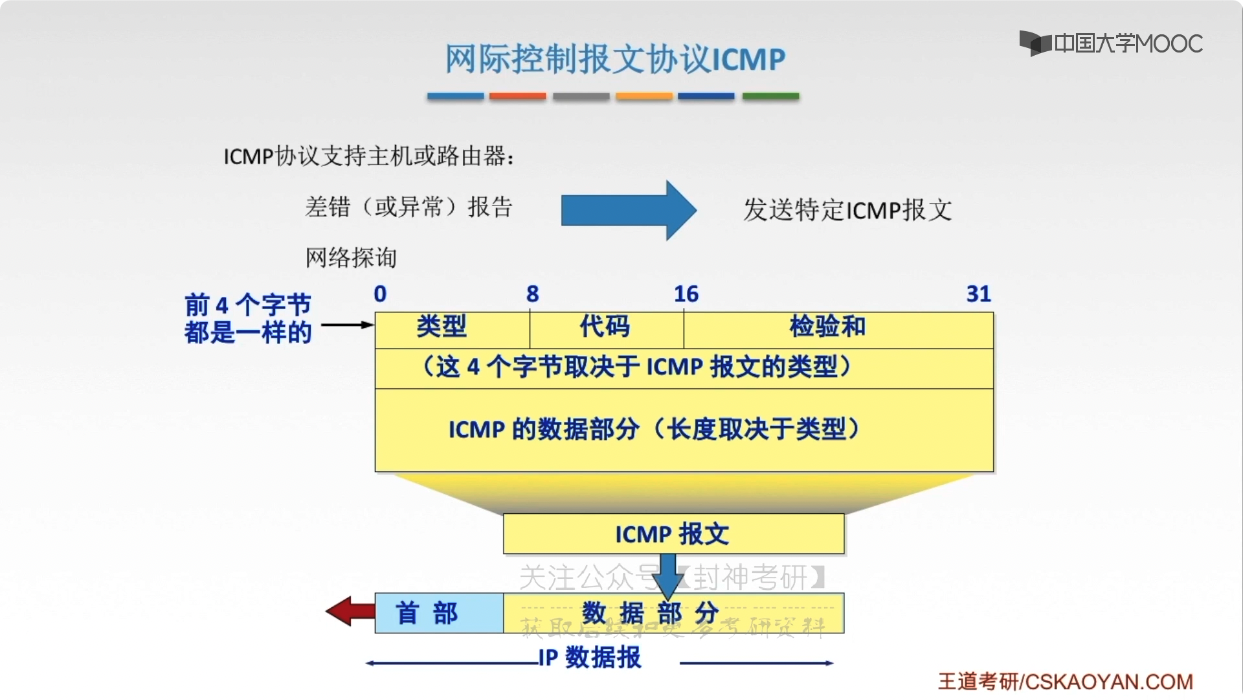 中国大学MOOC
网际控制报文协议ICMP
ICMP协议支持主机或路由器：
差错（或异常）报告
发送特定ICMP报文
网络探询
0 8 16 31
前 4 个字节
都是一样的
类型 代码 检验和
（这 4 个字节取决于 ICMP 报文的类型）
ICMP 的数据部分（长度取决于类型）
ICMP 报文
关注公众号【封神考研】
首 部 数 据 部 分
获取后续和更多考研资料
IP 数据报
王道考研/CSKAOYAN.COM